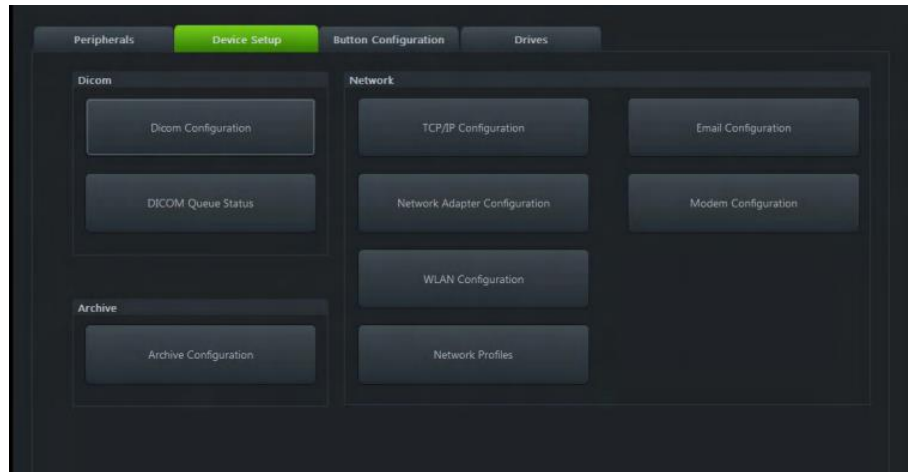 Peripherals
Device Setup
Button Configuration
Drives
Dicom
Dicom Configuration
DICOM Queue Status
Archive
Archive Configuration
Network
TCP/IP Configuration
Email Configuration
Network Adapter Configuration
Modem Configuration
WLAN Configuration
Network Profiles